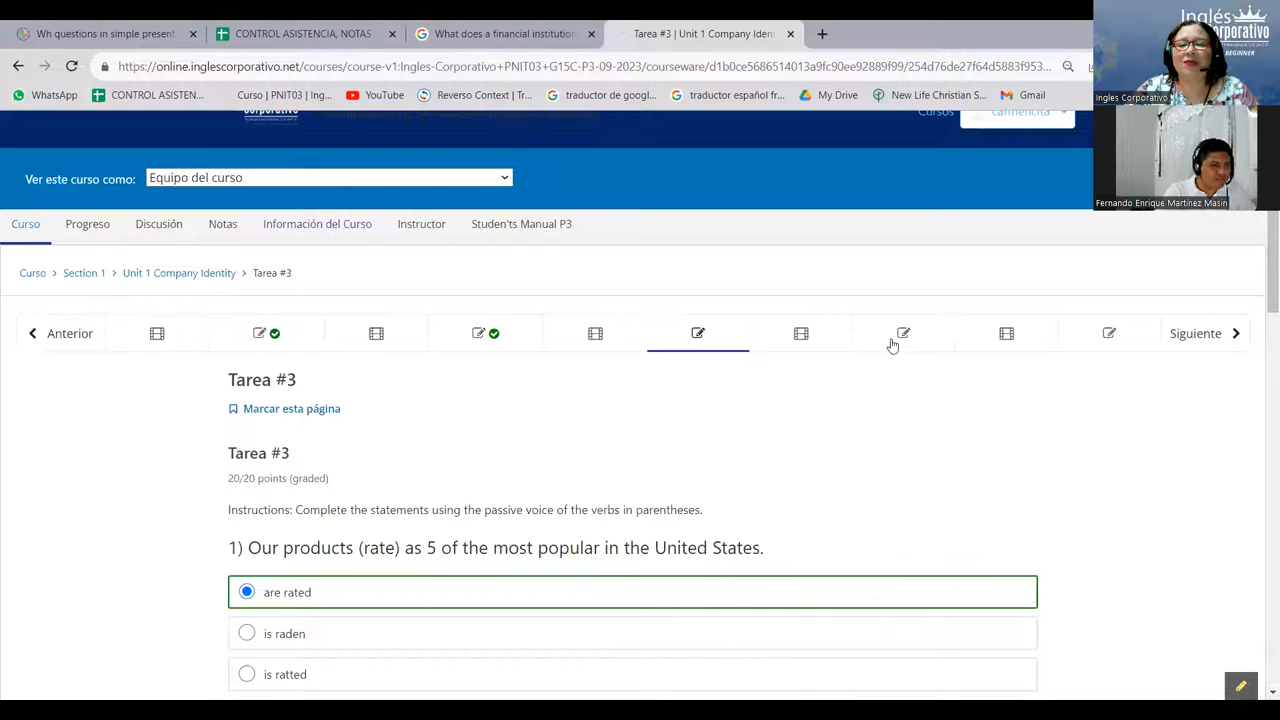 Wh questions in simple present
CONTROL ASISTENCIA, NOTAS
What does a financial institution
Tarea #3 | Unit 1 Company Iden
https://online.inglescorporativo.net/courses/course-v1:Ingles-Corporativo+PNIT03.G15C-P3-09-2023/courseware/d1b0ce5686514013a3fc90ee92889f99/254d76de27f64d5883f953...
WhatsApp
CONTROL ASISTEN...
Curso | PNIT03 | Ing...
YouTube
Reverso Context | Tr...
traductor de googl...
traductor español fr...
My Drive
New Life Christian S...
Gmail
Inglés
Corporativo
BEGINNER
Ingles Corporativo
Fernando Enrique Martínez Masin
Cursos
carmencita
Ver este curso como:
Equipo del curso
Curso
Progreso
Discusión
Notas
Información del Curso
Instructor
Studen'ts Manual P3
Curso > Section 1 > Unit 1 Company Identity > Tarea #3
Anterior
Siguiente
Tarea #3
Marcar esta página
Tarea #3
20/20 points (graded)
Instructions: Complete the statements using the passive voice of the verbs in parentheses.
1) Our products (rate) as 5 of the most popular in the United States.
are rated
is raden
is ratted